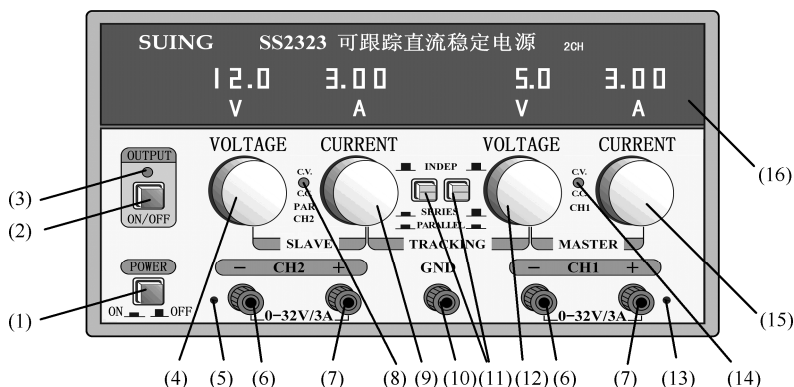 SUING SS2323 可跟踪直流稳定电源 2CH
12.0 3.00 5.0 3.00
V A V A
OUTPUT
ON/OFF
VOLTAGE CURRENT VOLTAGE CURRENT
C.V.
C.C.
PAR
CH2
INDEP
SERIES
PARALLEL
C.V.
C.C.
CH1
SLAVE TRACKING MASTER
POWER
ON OFF
− CH2 + GND − CH1 +
0−32V/3A 0−32V/3A
(3)
(2)
(1)
(16)
(15)
(4) (5) (6) (7) (8) (9) (10) (11) (12) (6) (7) (13) (14)